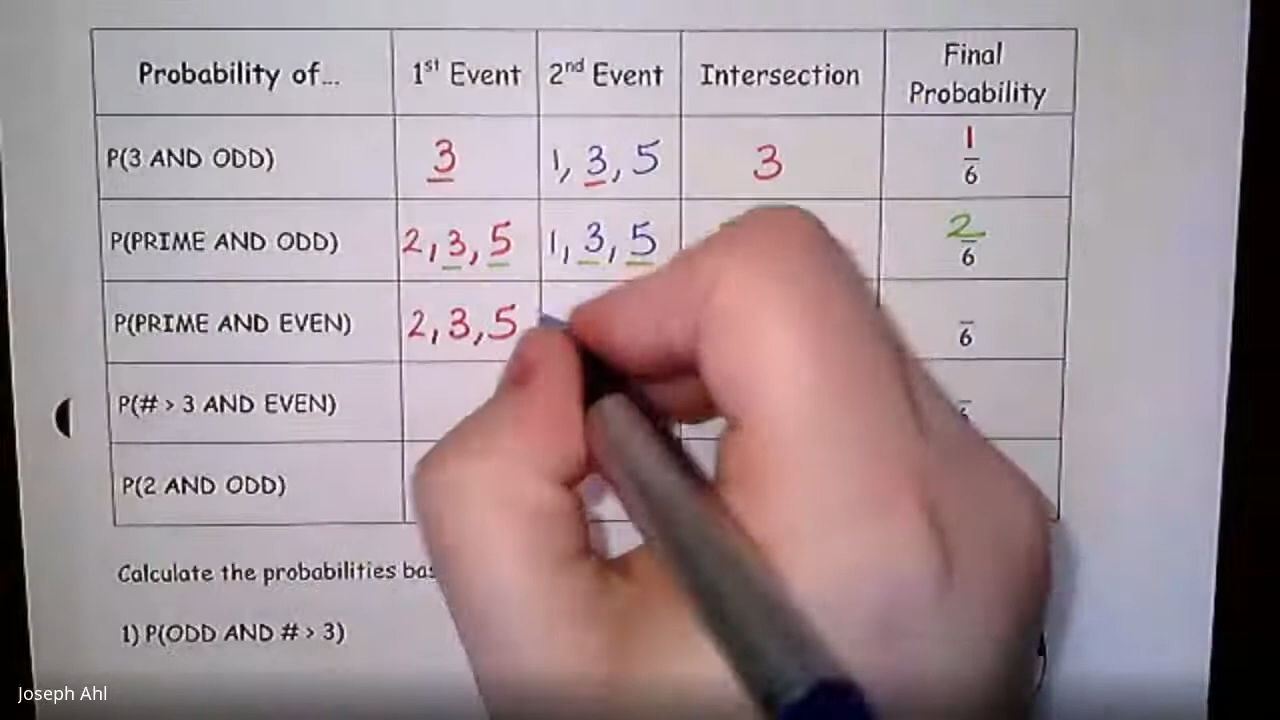 Probability of... 1st Event 2nd Event Intersection Final Probability
P(3 AND ODD) 3 1, 3, 5 3 1/6
P(PRIME AND ODD) 2, 3, 5 1, 3, 5 2/6
P(PRIME AND EVEN) 2, 3, 5 6
P(# > 3 AND EVEN)
P(2 AND ODD)
Calculate the probabilities
1) P(ODD AND # > 3)
Joseph Ahl